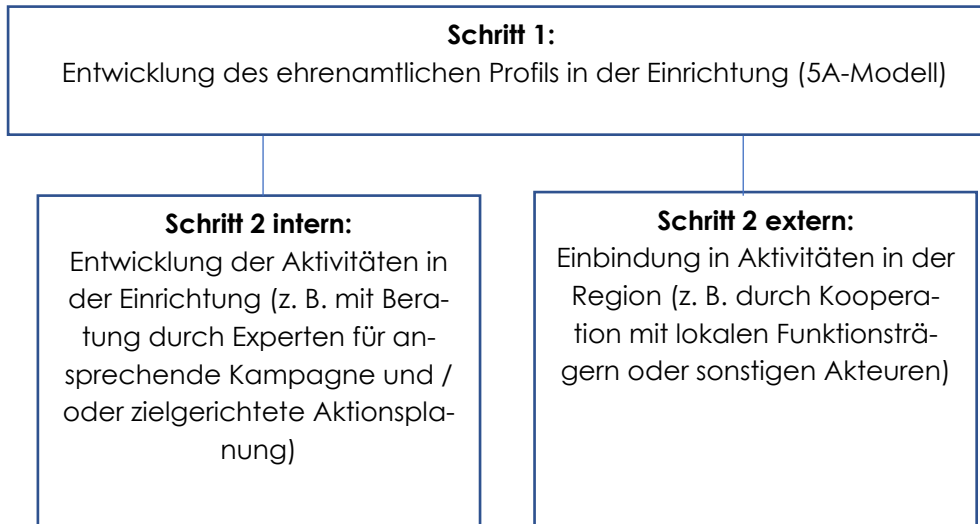 Schritt 1:
Entwicklung des ehrenamtlichen Profils in der Einrichtung (5A-Modell)
Schritt 2 intern:
Entwicklung der Aktivitäten in
der Einrichtung (z. B. mit Bera-
tung durch Experten für an-
sprechende Kampagne und /
oder zielgerichtete Aktionspla-
nung)
Schritt 2 extern:
Einbindung in Aktivitäten in der
Region (z. B. durch Koopera-
tion mit lokalen Funktionsträ-
gern oder sonstigen Akteuren)